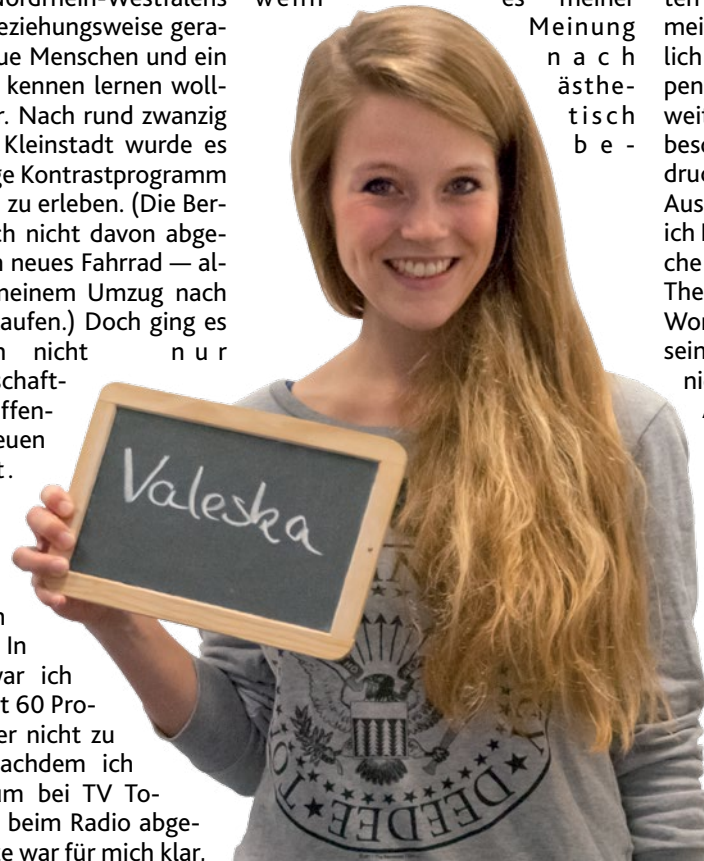 Nordrhein-Westfalens
beziehungsweise gera-
ue Menschen und ein
kennen lernen woll-
r. Nach rund zwanzig
Kleinstadt wurde es
ge Kontrastprogramm
zu erleben. (Die Ber-
ch nicht davon abge-
n neues Fahrrad — al-
meinem Umzug nach
aufen.) Doch ging es
n nicht nur
schaft-
ffen-
euen
t.
n
In
war ich
t 60 Pro-
er nicht zu
achdem ich
um bei TV To-
beim Radio abge-
te war für mich klar,
wenn es meiner
Meinung
nach
ästhe-
tisch
be-
ten
mei
lich
pen
weit
beso
druc
Aus
ich
che
The
Wor
sein
ni
Valeska
DEEDEE